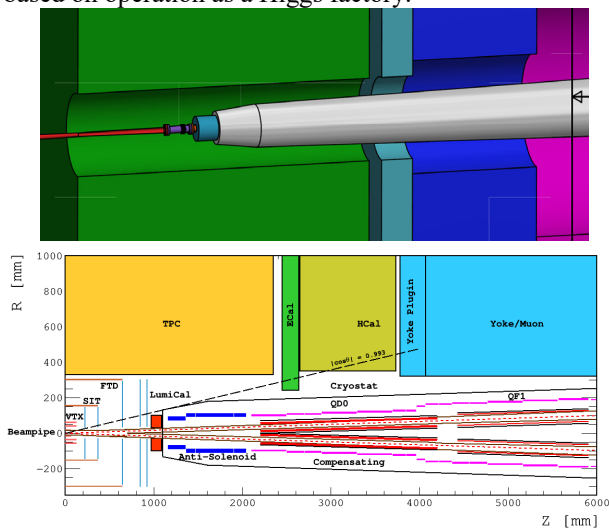 based on operation as a Higgs factory.
1000
R [mm]
800
600
400
200
0
−200
TPC
ECal
HCal
Yoke Plugin
Yoke/Muon
|cosθ| = 0.993
FTD
SIT
VTX
LumiCal
Cryostat
QD0
QF1
Beampipe
Anti-Solenoid
Compensating
0 1000 2000 3000 4000 5000 6000
Z [mm]